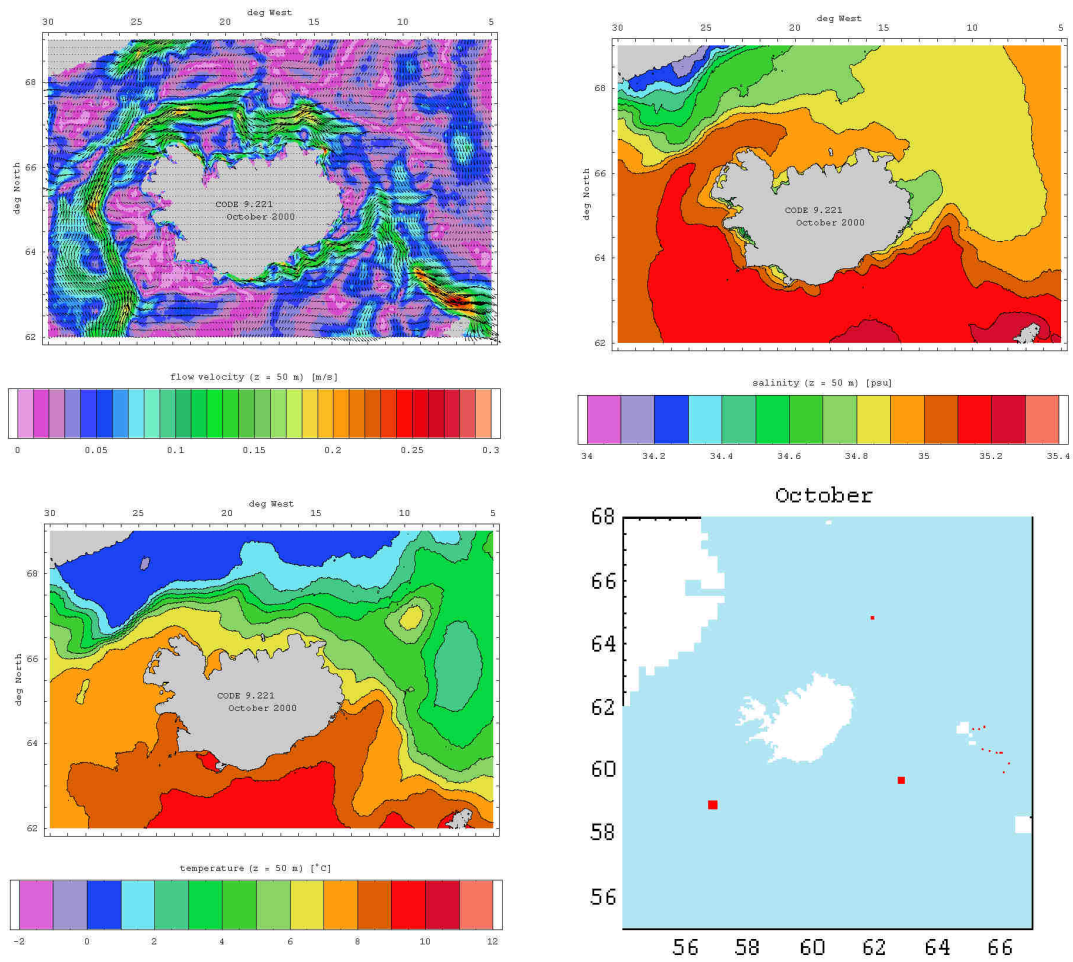 deg West
30 25 20 15 10 5
68
66
64
62
deg North
CODE 9.221
October 2000
flow velocity (z = 50 m) [m/s]
0 0.05 0.1 0.15 0.2 0.25 0.3
deg West
30 25 20 15 10 5
68
66
64
62
deg North
CODE 9.221
October 2000
salinity (z = 50 m) [psu]
34 34.2 34.4 34.6 34.8 35 35.2 35.4
deg West
30 25 20 15 10 5
68
66
64
62
deg North
CODE 9.221
October 2000
temperature (z = 50 m) [°C]
-2 0 2 4 6 8 10 12
October
68
66
64
62
60
58
56
56 58 60 62 64 66